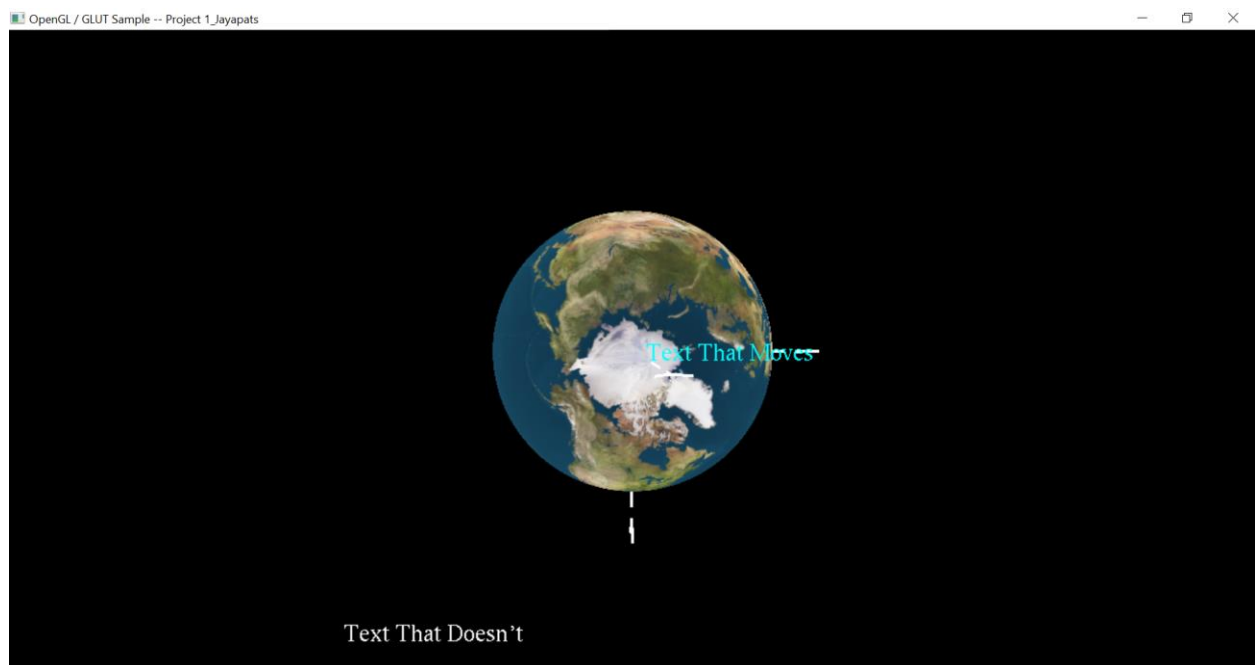 OpenGL / GLUT Sample -- Project 1_Jayapats
Text That Moves
Text That Doesn’t